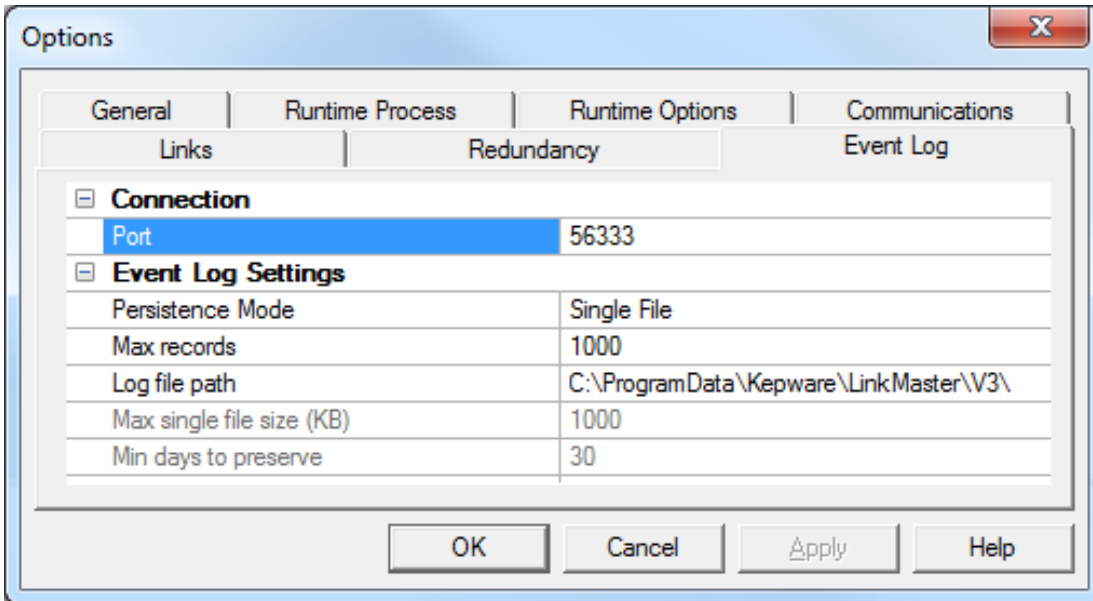 Options
General Runtime Process Runtime Options Communications
Links Redundancy Event Log
Connection
Port 56333
Event Log Settings
Persistence Mode Single File
Max records 1000
Log file path C:\ProgramData\Kepware\LinkMaster\V3\
Max single file size (KB) 1000
Min days to preserve 30
OK Cancel Apply Help